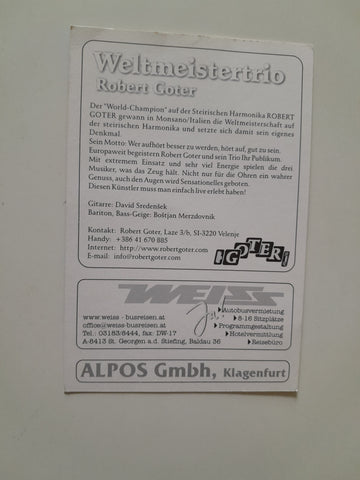 Weltmeistertrio
Robert Goter
Der "World-Champion" auf der Steirischen Harmonika ROBERT
GOTER gewann in Monsano/Italien die Weltmeisterschaft auf
der steirischen Harmonika und setzte sich damit sein eigenes
Denkmal.
Sein Motto: Wer aufhört besser zu werden, hört auf, gut zu sein.
Europaweit begeistern Robert Goter und sein Trio Ihr Publikum.
Mit extremem Einsatz und sehr viel Energie spielen die drei
Musiker, was das Zeug hält. Nicht nur für die Ohren ein wahrer
Genuss, auch den Augen wird Sensationelles geboten.
Diesen Künstler muss man einfach live erlebt haben!
Gitarre: David Sredenšek
Bariton, Bass-Geige: Boštjan Merzdovnik
Kontakt: Robert Goter, Laze 3/b, SI-3220 Velenje
Handy: +386 41 670 885
Internet: http://www.robertgoter.com
E-mail: info@robertgoter.com
GOTER
WEISS
www.weiss-busreisen.at
office@weiss-busreisen.at
Tel.: 03183/8444, fax: DW-17
A-8413 St. Georgen a.d. Stiefing, Baldau 36
Autobusvermietung
8-16 Sitzplätze
Programmgestaltung
Hotelvermittlung
Reisebüro
ALPOS Gmbh, Klagenfurt